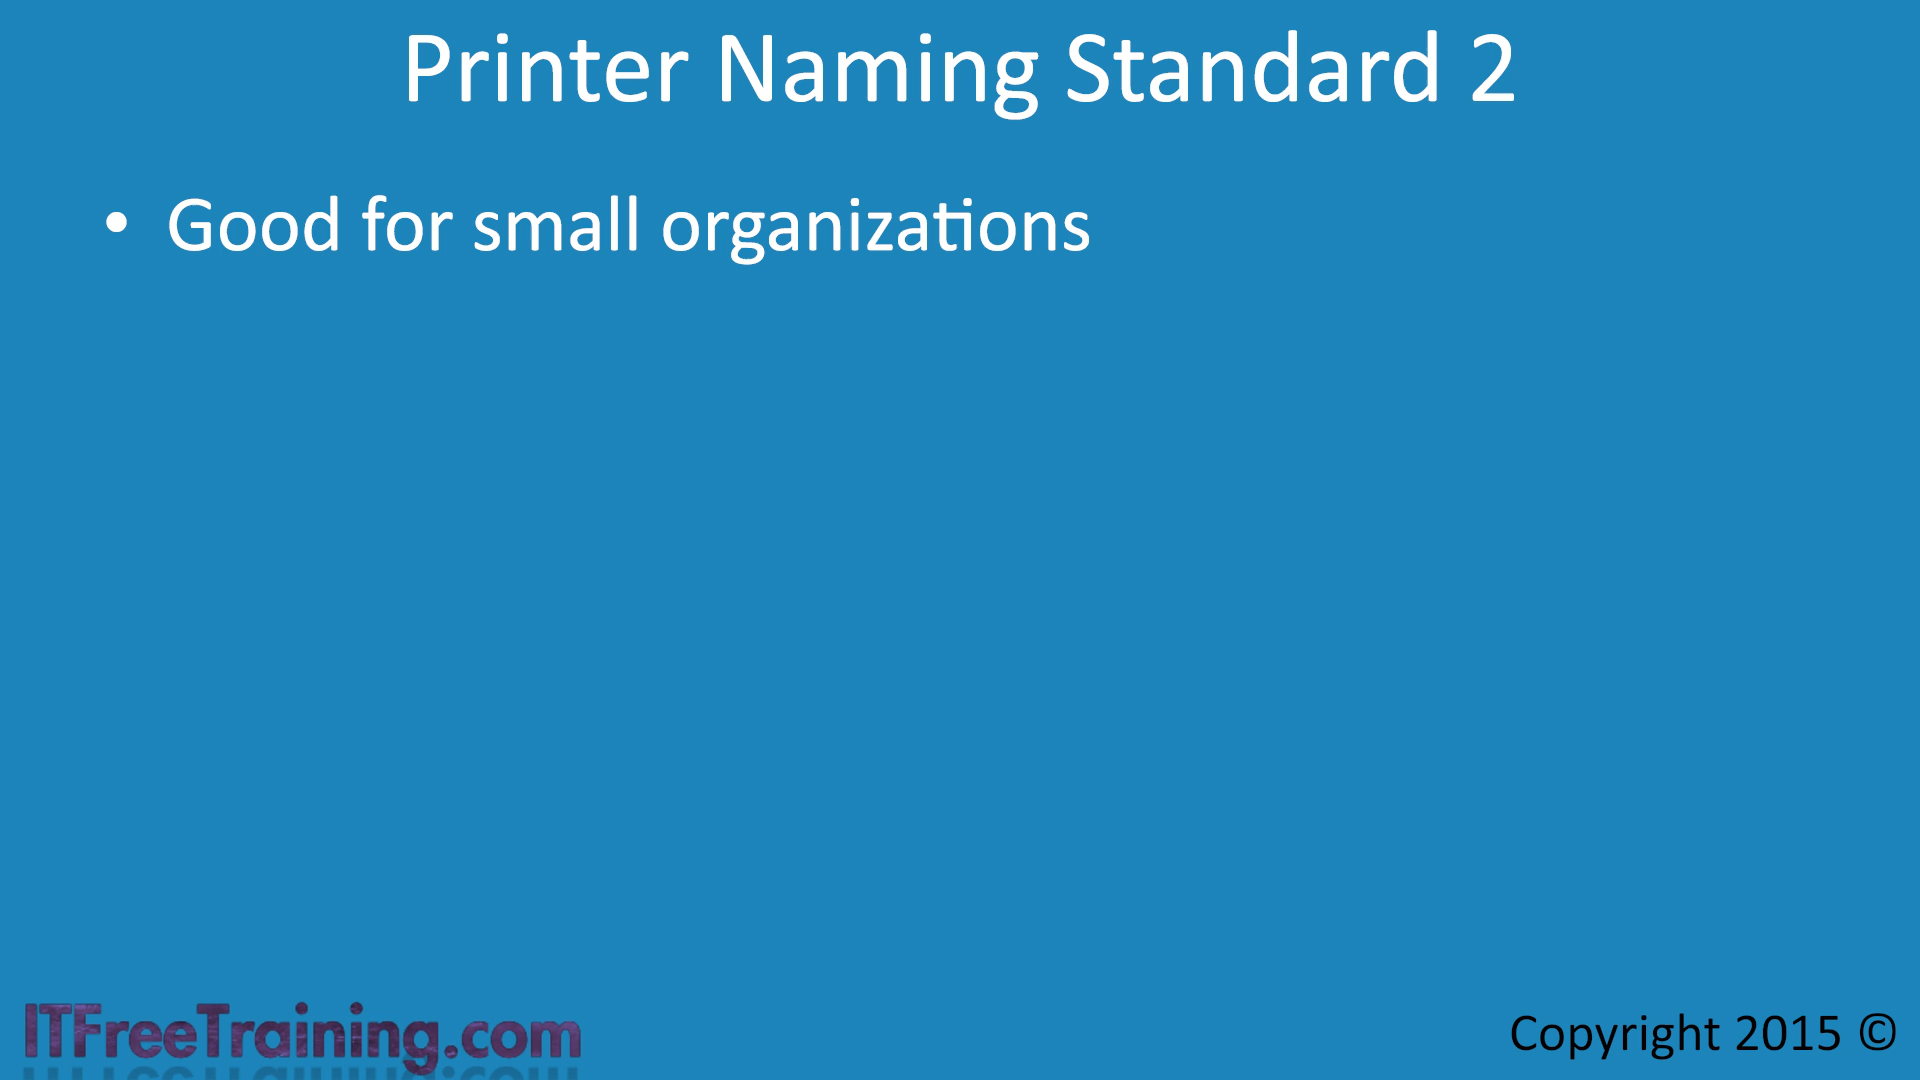 Printer Naming Standard 2
• Good for small organizations
ITFreeTraining.com
Copyright 2015 ©